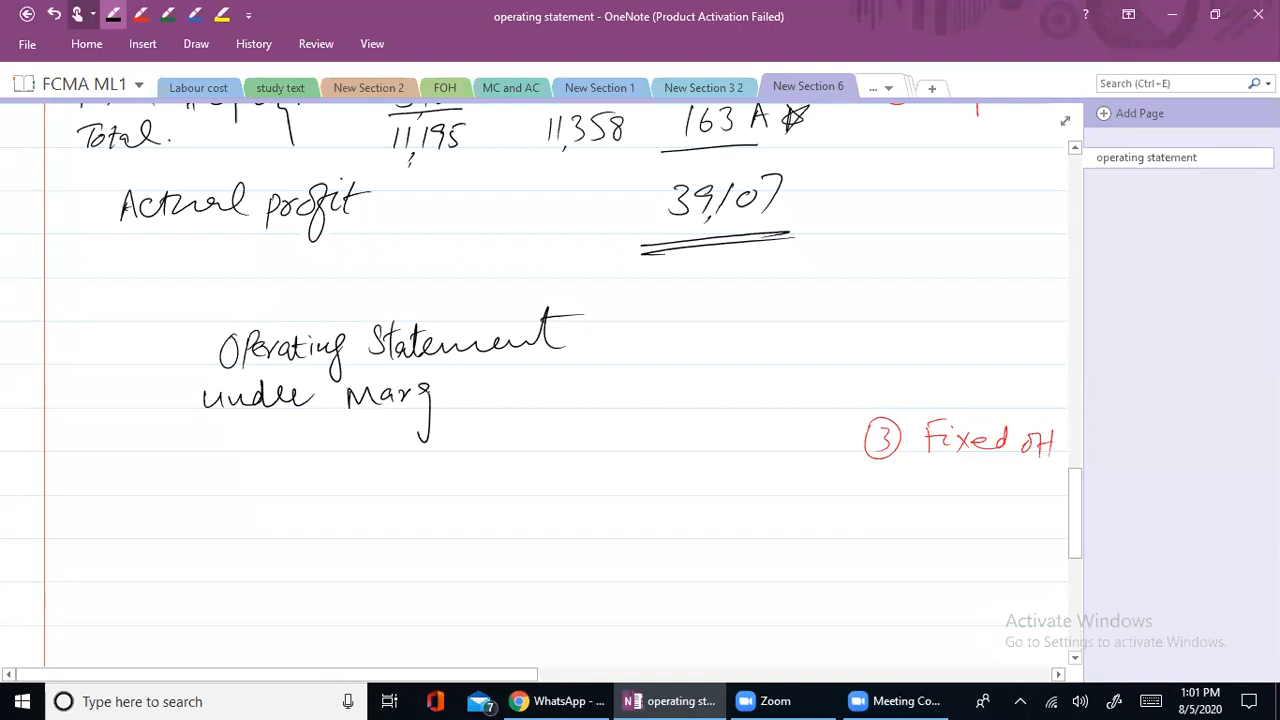 operating statement - OneNote (Product Activation Failed)
?
File Home Insert Draw History Review View
FCMA ML1 Labour cost study text New Section 2 FOH MC and AC New Section 1 New Section 3 2 New Section 6 ... Search (Ctrl+E)
Add Page
operating statement
Total. 11,195 11,358 163 A
Actual profit 39,107
Operating Statement
under Marg
③ Fixed OH
Activate Windows
Go to Settings to activate Windows.
Type here to search
7
WhatsApp - ...
operating st...
Zoom
Meeting Co...
1:01 PM
8/5/2020